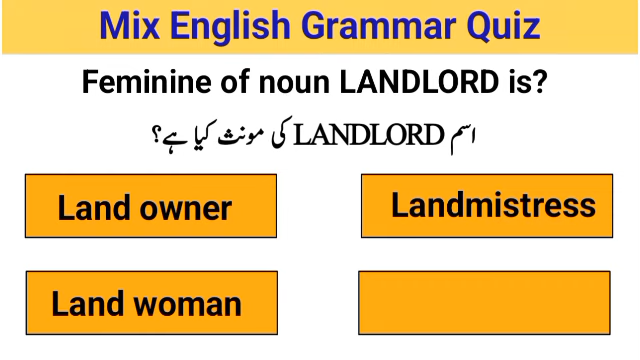 Mix English Grammar Quiz
Feminine of noun LANDLORD is?
اسم LANDLORD کی مونث کیا ہے؟
Land owner
Landmistress
Land woman